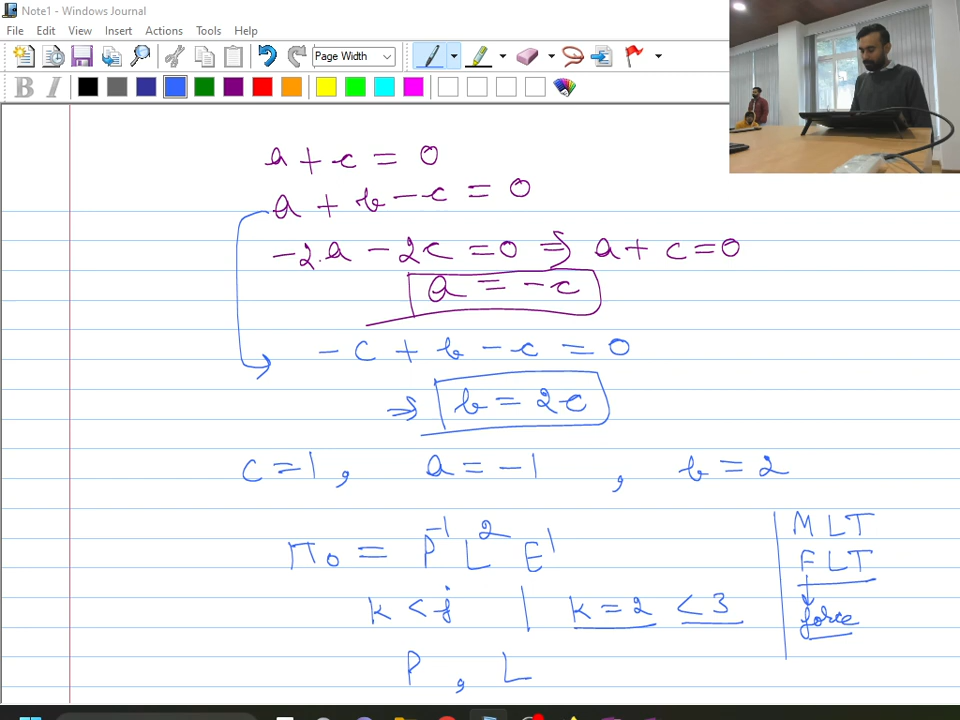 Note1 - Windows Journal
File Edit View Insert Actions Tools Help
Page Width
B I
a + c = 0
a + b - c = 0
-2.a - 2c = 0 ⇒ a + c = 0
a = -c
-c + b - c = 0
⇒ b = 2c
c = 1, a = -1, b = 2
Π₀ = P⁻¹ L² E¹
k < j | k = 2 < 3
P, L
MLT
FLT
force